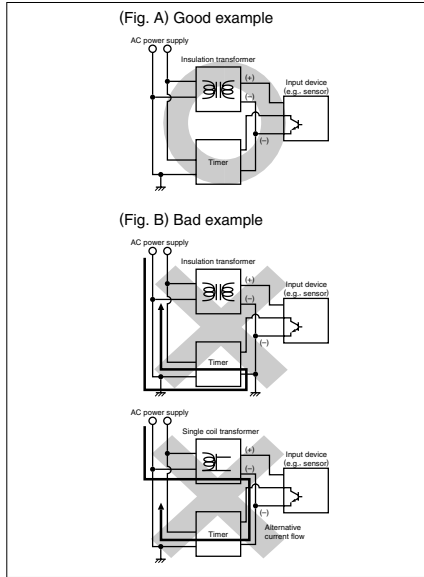 (Fig. A) Good example
AC power supply
Insulation transformer
(+)
Input device
(e.g., sensor)
(−)
(−)
Timer
(Fig. B) Bad example
AC power supply
Insulation transformer
(+)
Input device
(e.g., sensor)
(−)
(−)
Timer
AC power supply
Single coil transformer
(+)
Input device
(e.g., sensor)
(−)
(−)
Alternative
current flow
Timer